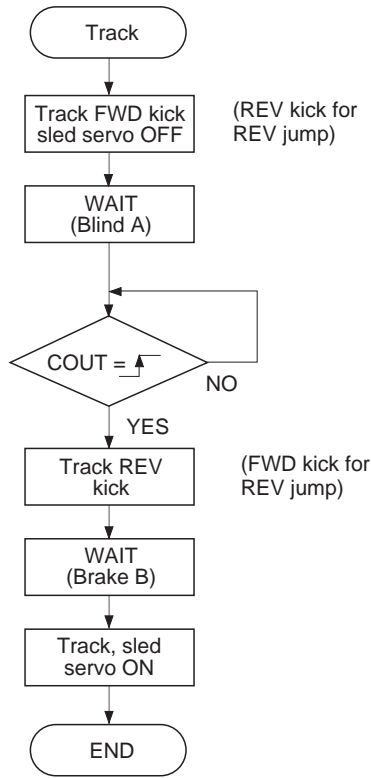 Track
Track FWD kick
sled servo OFF
(REV kick for
REV jump)
WAIT
(Blind A)
COUT =
NO
YES
Track REV
kick
(FWD kick for
REV jump)
WAIT
(Brake B)
Track, sled
servo ON
END